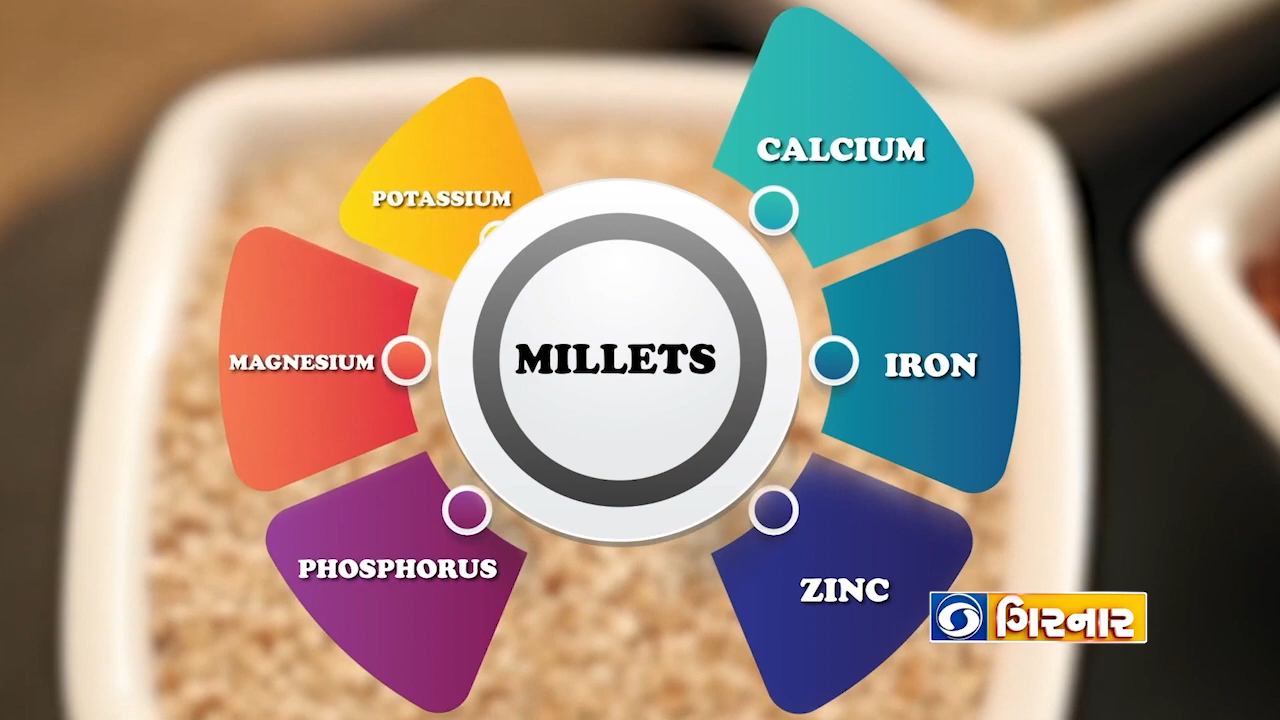 POTASSIUM
CALCIUM
MAGNESIUM
MILLETS
IRON
PHOSPHORUS
ZINC
ગિરનાર